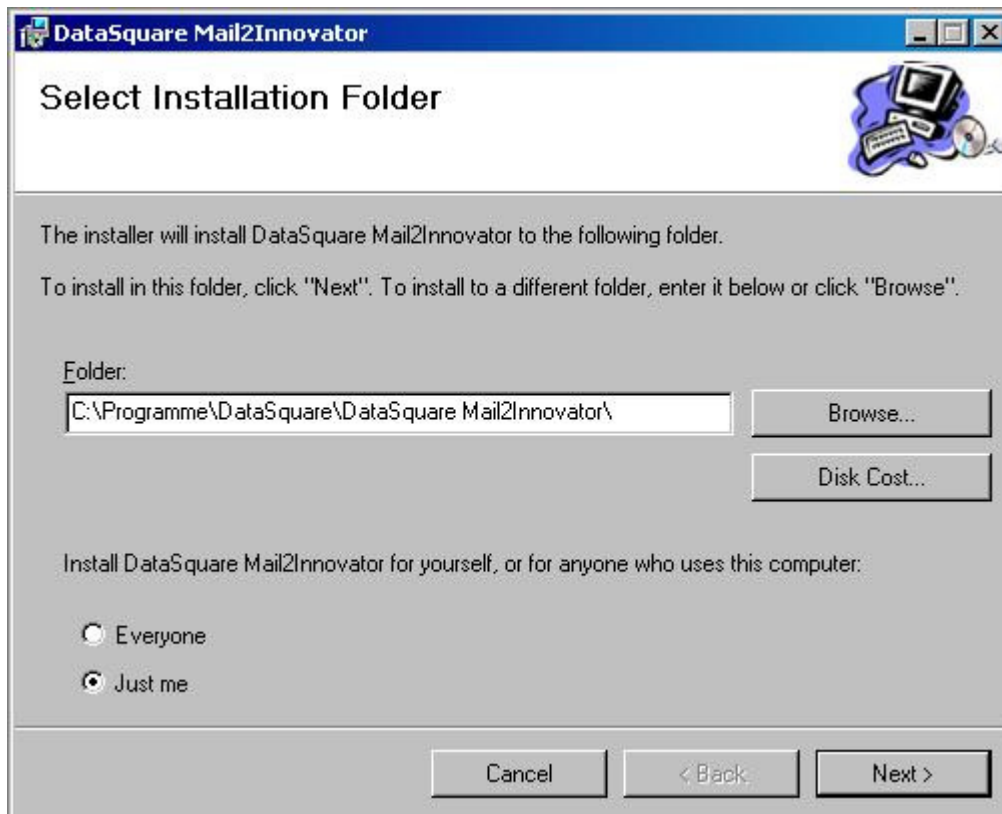 DataSquare Mail2Innovator
Select Installation Folder
The installer will install DataSquare Mail2Innovator to the following folder.
To install in this folder, click "Next". To install to a different folder, enter it below or click "Browse".
Folder:
C:\Programme\DataSquare\DataSquare Mail2Innovator\
Browse...
Disk Cost...
Install DataSquare Mail2Innovator for yourself, or for anyone who uses this computer:
Everyone
Just me
Cancel
< Back
Next >